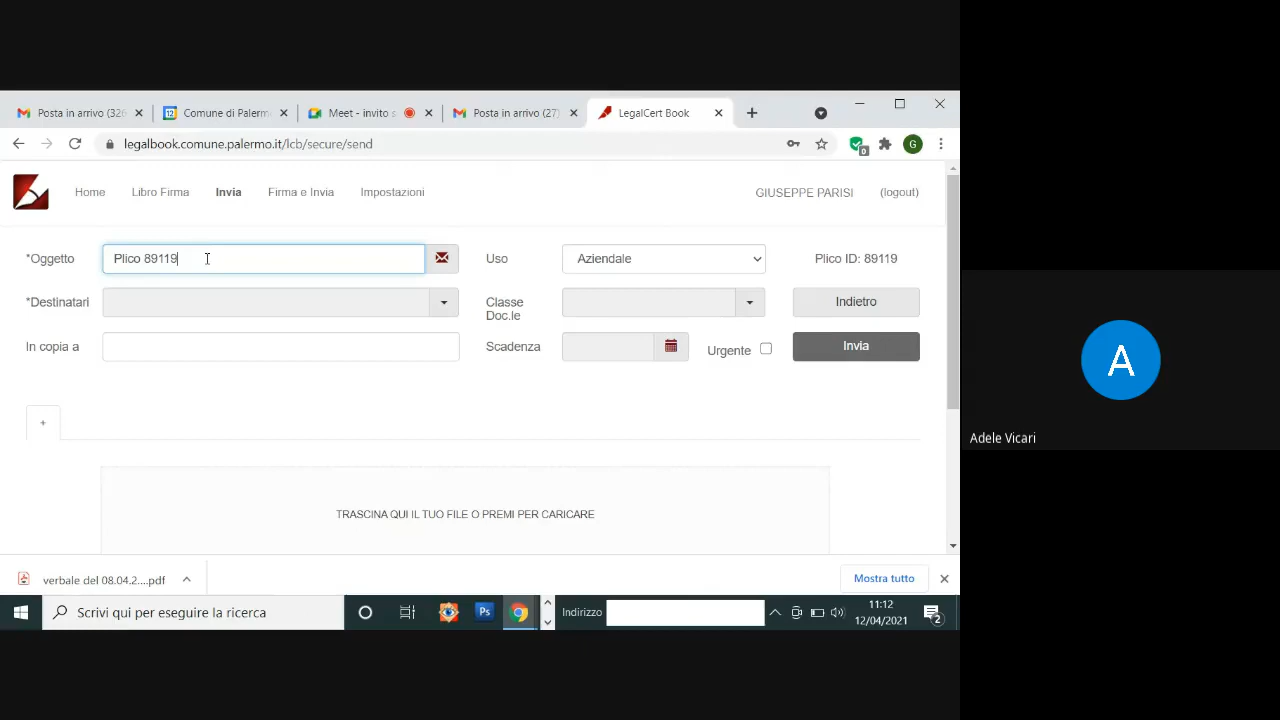 Posta in arrivo (326
Comune di Palerm
Meet - invito s
Posta in arrivo (27)
LegalCert Book
legalbook.comune.palermo.it/lcb/secure/send
0
G
Home
Libro Firma
Invia
Firma e Invia
Impostazioni
GIUSEPPE PARISI
(logout)
*Oggetto
Plico 89119
Uso
Aziendale
Plico ID: 89119
*Destinatari
Classe
Doc.le
Indietro
In copia a
Scadenza
Urgente
Invia
+
TRASCINA QUI IL TUO FILE O PREMI PER CARICARE
A
Adele Vicari
verbale del 08.04.2....pdf
Mostra tutto
Scrivi qui per eseguire la ricerca
Ps
Indirizzo
11:12
12/04/2021
2